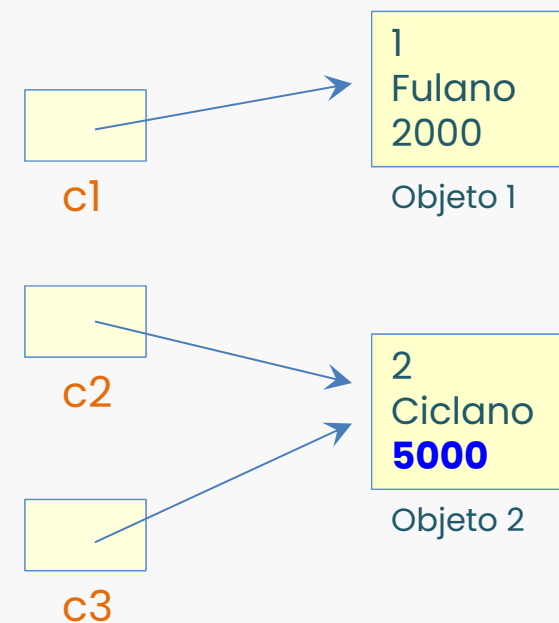 c1
1
Fulano
2000
Objeto 1
c2
2
Ciclano
5000
Objeto 2
c3